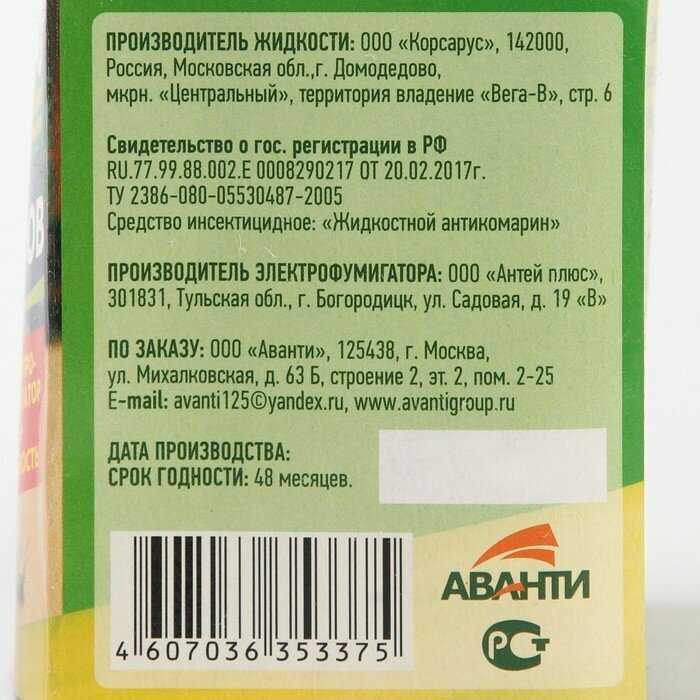 ПРОИЗВОДИТЕЛЬ ЖИДКОСТИ: ООО «Корсарус», 142000,
Россия, Московская обл.,г. Домодедово,
мкрн. «Центральный», территория владение «Вега-В», стр. 6
Свидетельство о гос. регистрации в РФ
RU.77.99.88.002.E 0008290217 ОТ 20.02.2017г.
ТУ 2386-080-05530487-2005
Средство инсектицидное: «Жидкостной антикомарин»
ПРОИЗВОДИТЕЛЬ ЭЛЕКТРОФУМИГАТОРА: ООО «Антей плюс»,
301831, Тульская обл., г. Богородицк, ул. Садовая, д. 19 «В»
ПО ЗАКАЗУ: ООО «Аванти», 125438, г. Москва,
ул. Михалковская, д. 63 Б, строение 2, эт. 2, пом. 2-25
E-mail: avanti125©yandex.ru, www.avantigroup.ru
ДАТА ПРОИЗВОДСТВА:
СРОК ГОДНОСТИ: 48 месяцев.
4 607036 353375
АВАНТИ
РСТ